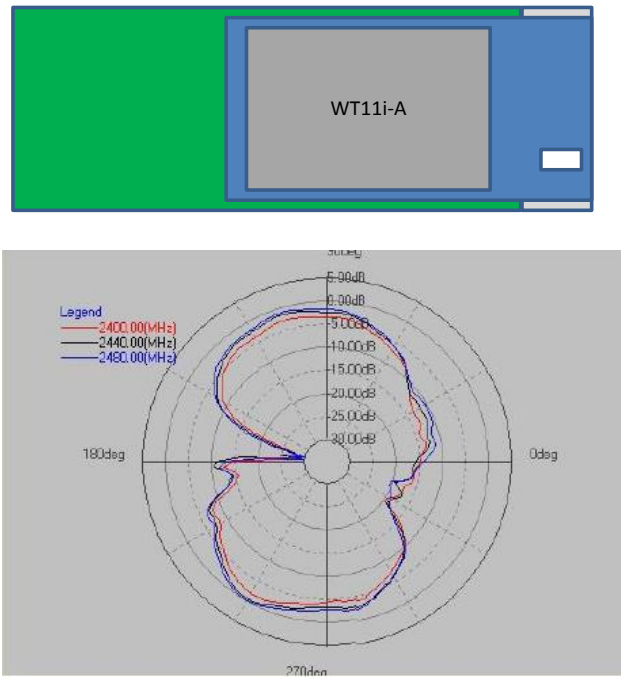 WT11i-A
90deg
5.00dB
0.00dB
-5.00dB
-10.00dB
-15.00dB
-20.00dB
-25.00dB
-30.00dB
Legend
2400.00(MHz)
2440.00(MHz)
2480.00(MHz)
180deg
0deg
270deg